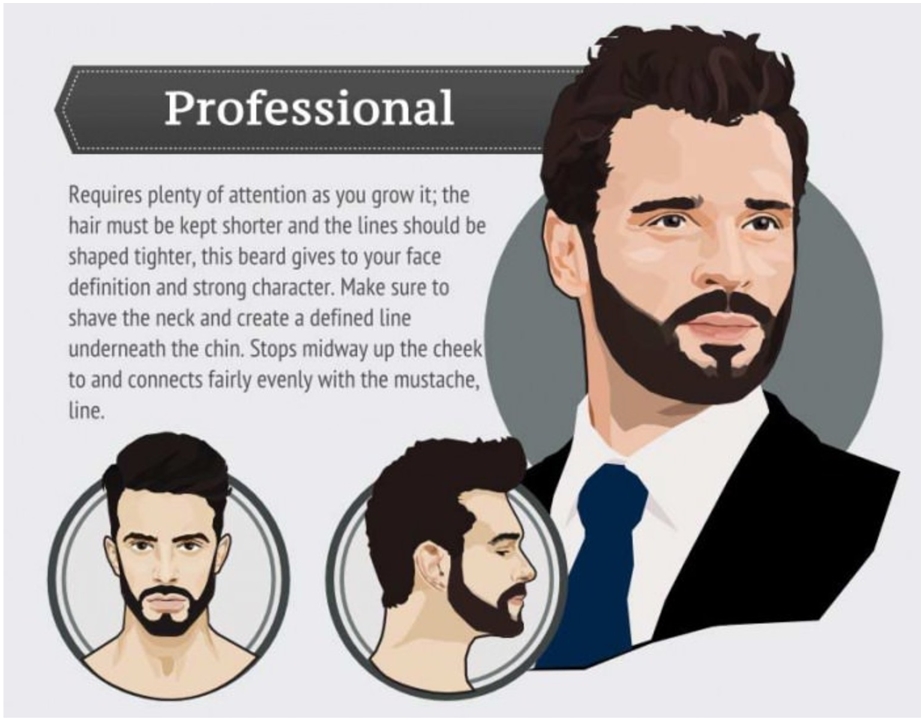 Professional
Requires plenty of attention as you grow it; the
hair must be kept shorter and the lines should be
shaped tighter, this beard gives to your face
definition and strong character. Make sure to
shave the neck and create a defined line
underneath the chin. Stops midway up the cheek
to and connects fairly evenly with the mustache,
line.